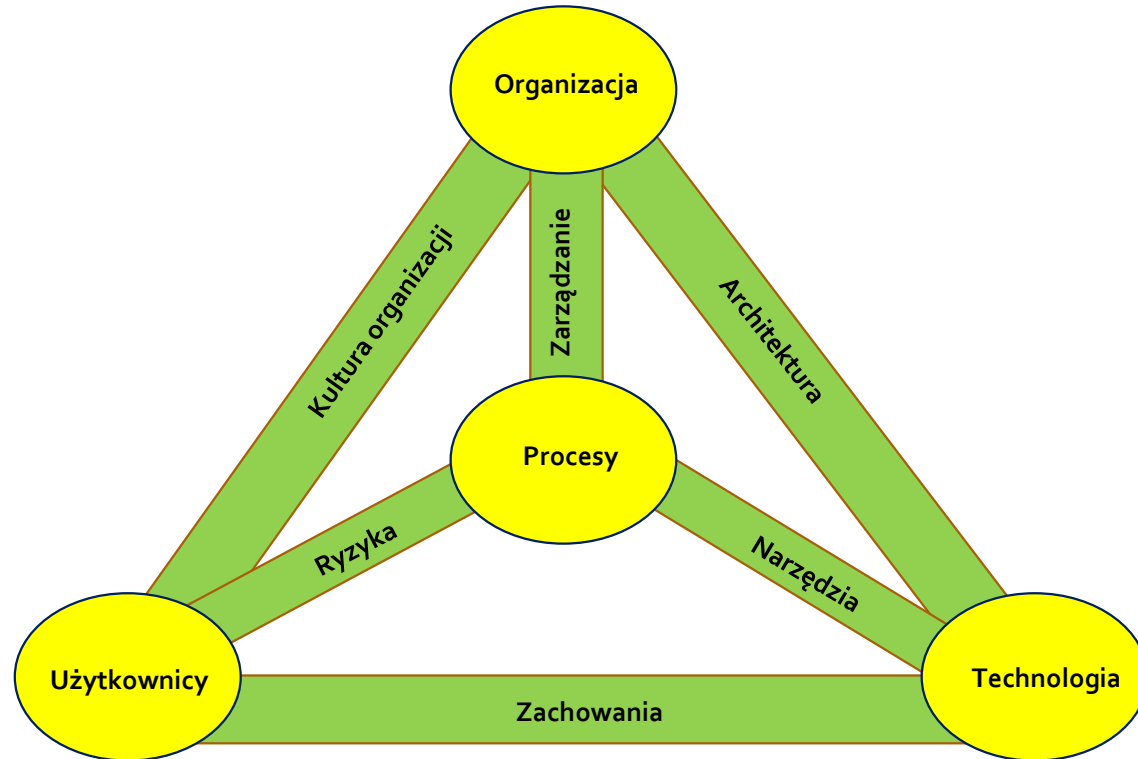 Organizacja
Kultura organizacji
Zarządzanie
Architektura
Procesy
Ryzyka
Narzędzia
Użytkownicy
Technologia
Zachowania